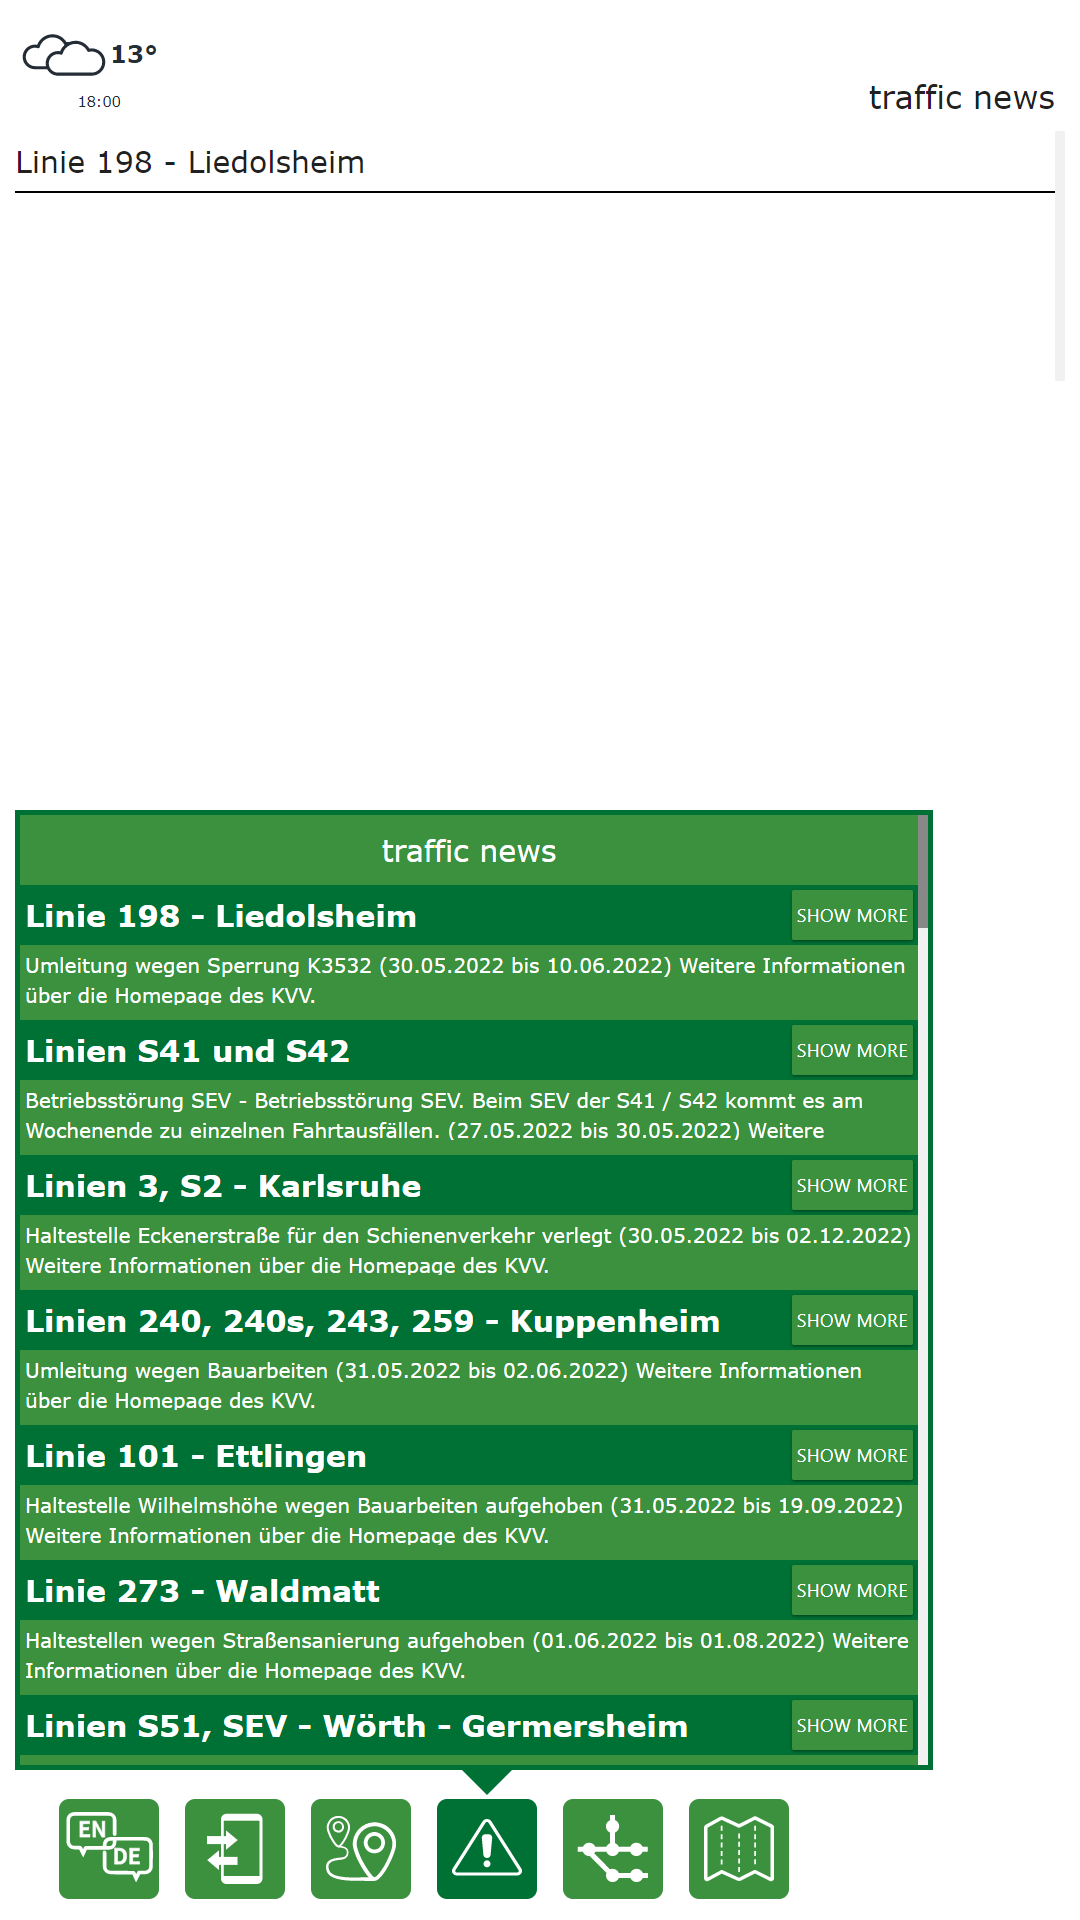 13°
18:00
traffic news
Linie 198 - Liedolsheim
traffic news
Linie 198 - Liedolsheim
SHOW MORE
Umleitung wegen Sperrung K3532 (30.05.2022 bis 10.06.2022) Weitere Informationen
über die Homepage des KVV.
Linien S41 und S42
SHOW MORE
Betriebsstörung SEV - Betriebsstörung SEV. Beim SEV der S41 / S42 kommt es am
Wochenende zu einzelnen Fahrtausfällen. (27.05.2022 bis 30.05.2022) Weitere
Linien 3, S2 - Karlsruhe
SHOW MORE
Haltestelle Eckenerstraße für den Schienenverkehr verlegt (30.05.2022 bis 02.12.2022)
Weitere Informationen über die Homepage des KVV.
Linien 240, 240s, 243, 259 - Kuppenheim
SHOW MORE
Umleitung wegen Bauarbeiten (31.05.2022 bis 02.06.2022) Weitere Informationen
über die Homepage des KVV.
Linie 101 - Ettlingen
SHOW MORE
Haltestelle Wilhelmshöhe wegen Bauarbeiten aufgehoben (31.05.2022 bis 19.09.2022)
Weitere Informationen über die Homepage des KVV.
Linie 273 - Waldmatt
SHOW MORE
Haltestellen wegen Straßensanierung aufgehoben (01.06.2022 bis 01.08.2022) Weitere
Informationen über die Homepage des KVV.
Linien S51, SEV - Wörth - Germersheim
SHOW MORE
EN
DE